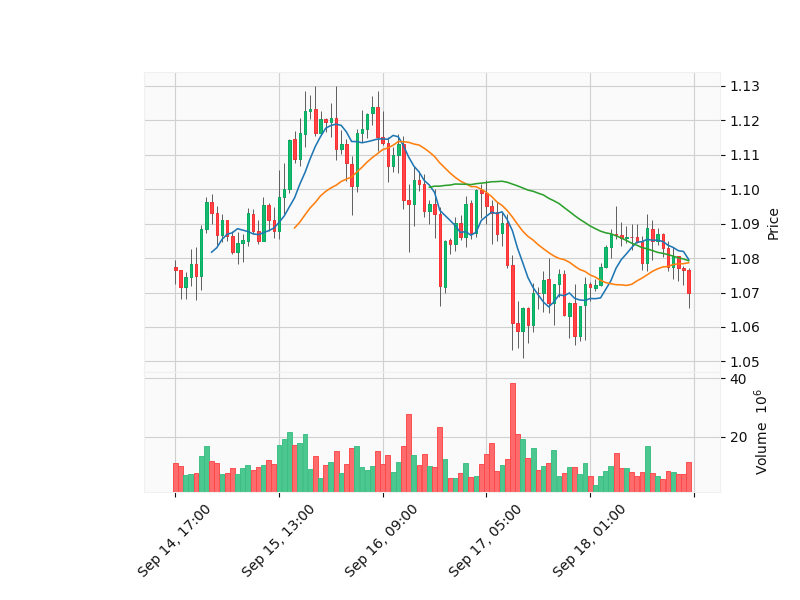 1.13
1.12
1.11
1.10
1.09
1.08
1.07
1.06
1.05
Price
40
20
Volume 10^6
Sep 14, 17:00
Sep 15, 13:00
Sep 16, 09:00
Sep 17, 05:00
Sep 18, 01:00